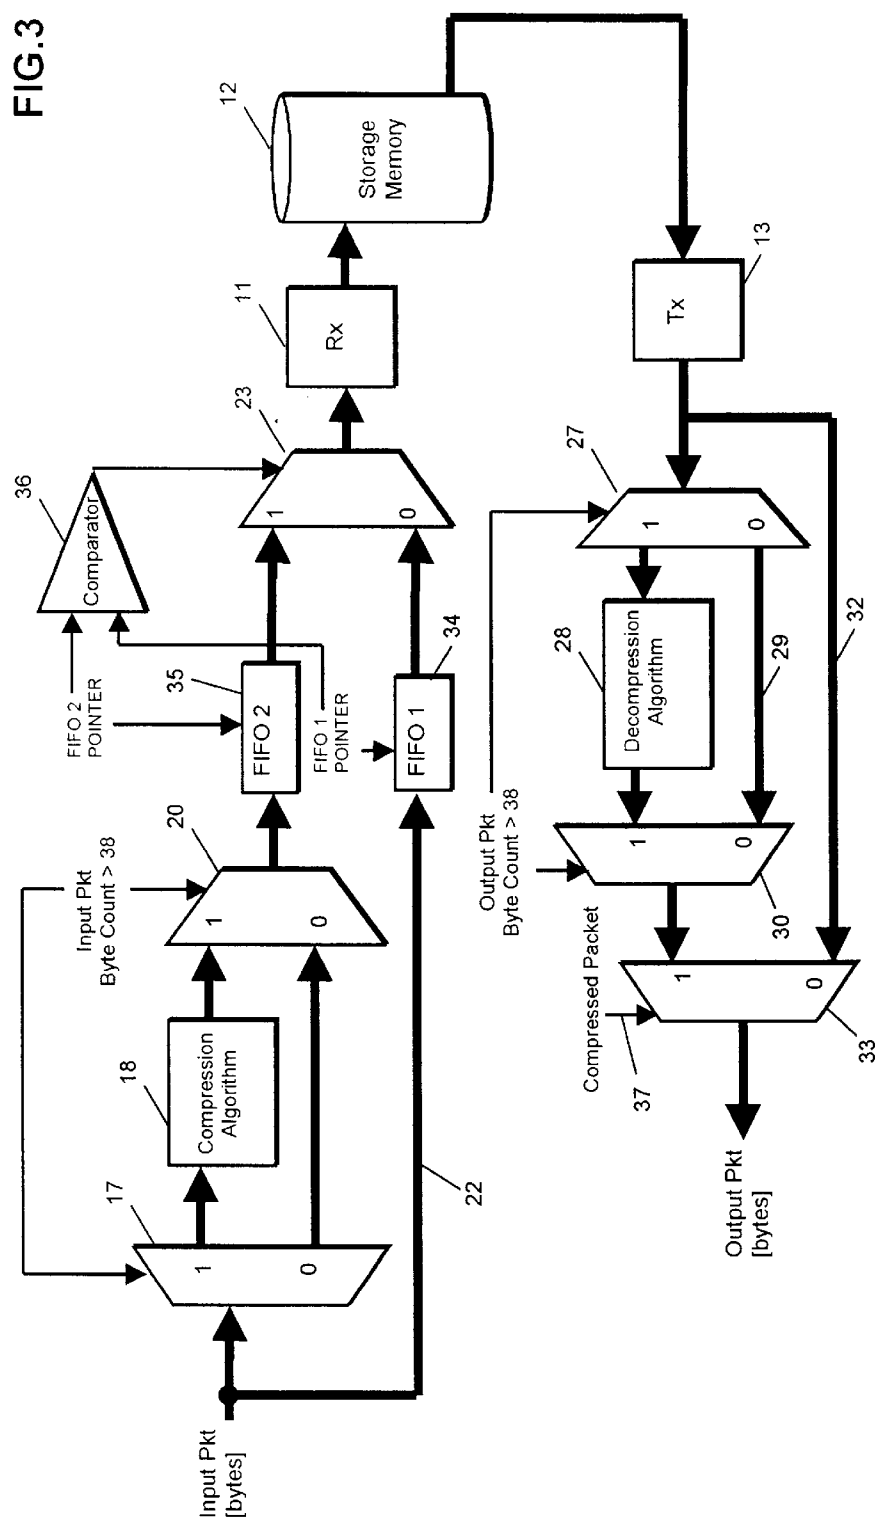 FIG.3
Input Pkt
[bytes]
17
1
0
18
Compression
Algorithm
Input Pkt
Byte Count > 38
20
1
0
22
FIFO 2
POINTER
35
FIFO 2
FIFO 1
POINTER
34
FIFO 1
36
Comparator
23
1
0
11
Rx
12
Storage
Memory
13
Tx
27
1
0
28
Decompression
Algorithm
29
32
Output Pkt
Byte Count > 38
1
0
30
Compressed Packet
37
1
0
33
Output Pkt
[bytes]